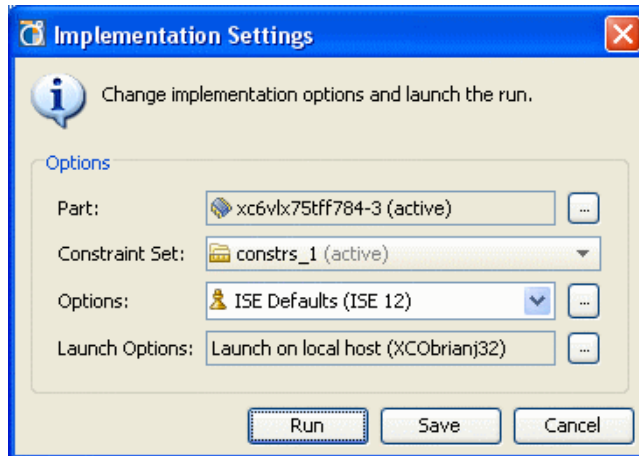 Implementation Settings
Change implementation options and launch the run.
Options
Part: xc6vlx75tff784-3 (active) ...
Constraint Set: constrs_1 (active)
Options: ISE Defaults (ISE 12) ...
Launch Options: Launch on local host (XCObrianj32) ...
Run Save Cancel